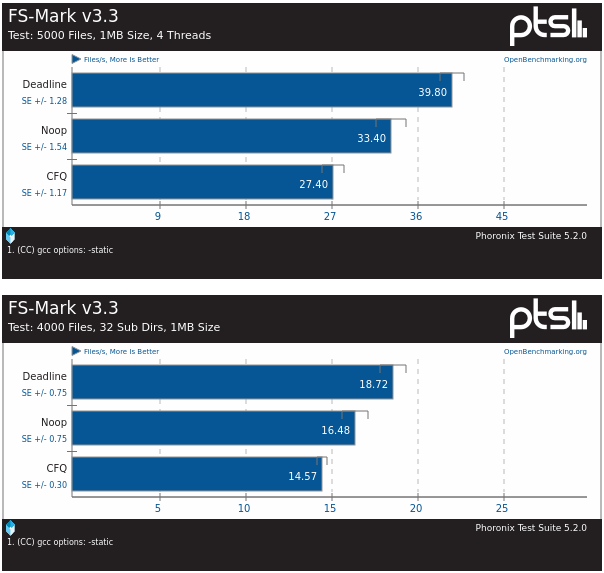 FS-Mark v3.3
Test: 5000 Files, 1MB Size, 4 Threads
ptsl
Files/s, More Is Better
OpenBenchmarking.org
Deadline
SE +/- 1.28
39.80
Noop
SE +/- 1.54
33.40
CFQ
SE +/- 1.17
27.40
9 18 27 36 45
Phoronix Test Suite 5.2.0
1. (CC) gcc options: -static
FS-Mark v3.3
Test: 4000 Files, 32 Sub Dirs, 1MB Size
ptsl
Files/s, More Is Better
OpenBenchmarking.org
Deadline
SE +/- 0.75
18.72
Noop
SE +/- 0.75
16.48
CFQ
SE +/- 0.30
14.57
5 10 15 20 25
Phoronix Test Suite 5.2.0
1. (CC) gcc options: -static